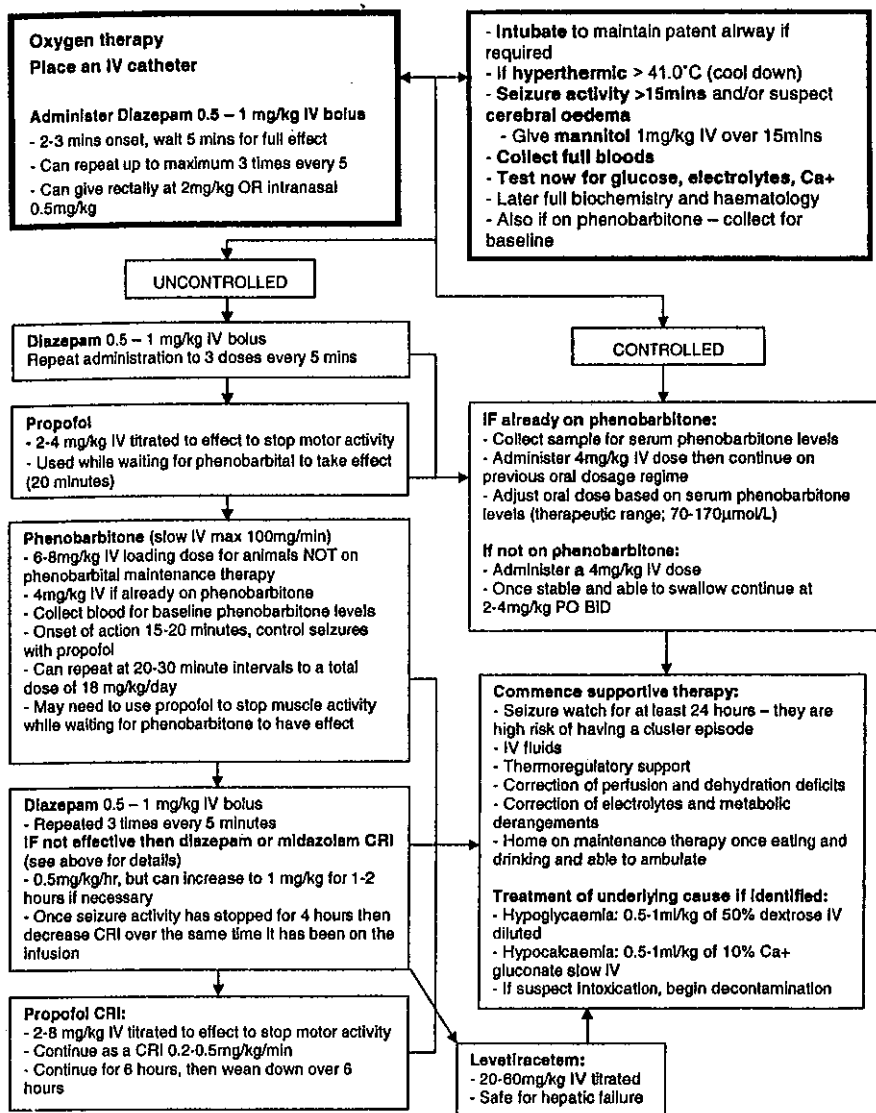 Oxygen therapy
Place an IV catheter
Administer Diazepam 0.5 – 1 mg/kg IV bolus
- 2-3 mins onset, wait 5 mins for full effect
- Can repeat up to maximum 3 times every 5
- Can give rectally at 2mg/kg OR intranasal
0.5mg/kg
- Intubate to maintain patent airway if
required
- If hyperthermic > 41.0°C (cool down)
- Seizure activity >15mins and/or suspect
cerebral oedema
- Give mannitol 1mg/kg IV over 15mins
- Collect full bloods
- Test now for glucose, electrolytes, Ca+
- Later full biochemistry and haematology
- Also if on phenobarbitone – collect for
baseline
UNCONTROLLED
Diazepam 0.5 – 1 mg/kg IV bolus
Repeat administration to 3 doses every 5 mins
CONTROLLED
Propofol
- 2-4 mg/kg IV titrated to effect to stop motor activity
- Used while waiting for phenobarbital to take effect
(20 minutes)
IF already on phenobarbitone:
- Collect sample for serum phenobarbitone levels
- Administer 4mg/kg IV dose then continue on
previous oral dosage regime
- Adjust oral dose based on serum phenobarbitone
levels (therapeutic range; 70-170µmol/L)
If not on phenobarbitone:
- Administer a 4mg/kg IV dose
- Once stable and able to swallow continue at
2-4mg/kg PO BID
Phenobarbitone (slow IV max 100mg/min)
- 6-8mg/kg IV loading dose for animals NOT on
phenobarbital maintenance therapy
- 4mg/kg IV if already on phenobarbitone
- Collect blood for baseline phenobarbitone levels
- Onset of action 15-20 minutes, control seizures
with propofol
- Can repeat at 20-30 minute intervals to a total
dose of 18 mg/kg/day
- May need to use propofol to stop muscle activity
while waiting for phenobarbitone to have effect
Commence supportive therapy:
- Seizure watch for at least 24 hours – they are
high risk of having a cluster episode
- IV fluids
- Thermoregulatory support
- Correction of perfusion and dehydration deficits
- Correction of electrolytes and metabolic
derangements
- Home on maintenance therapy once eating and
drinking and able to ambulate
Treatment of underlying cause if identified:
- Hypoglycaemia: 0.5-1ml/kg of 50% dextrose IV
diluted
- Hypocalcaemia: 0.5-1ml/kg of 10% Ca+
gluconate slow IV
- If suspect intoxication, begin decontamination
Diazepam 0.5 – 1 mg/kg IV bolus
- Repeated 3 times every 5 minutes
IF not effective then diazepam or midazolam CRI
(see above for details)
- 0.5mg/kg/hr, but can increase to 1 mg/kg for 1-2
hours if necessary
- Once seizure activity has stopped for 4 hours then
decrease CRI over the same time it has been on the
infusion
Propofol CRI:
- 2-8 mg/kg IV titrated to effect to stop motor activity
- Continue as a CRI 0.2-0.5mg/kg/min
- Continue for 6 hours, then wean down over 6
hours
Levetiracetem:
- 20-60mg/kg IV titrated
- Safe for hepatic failure